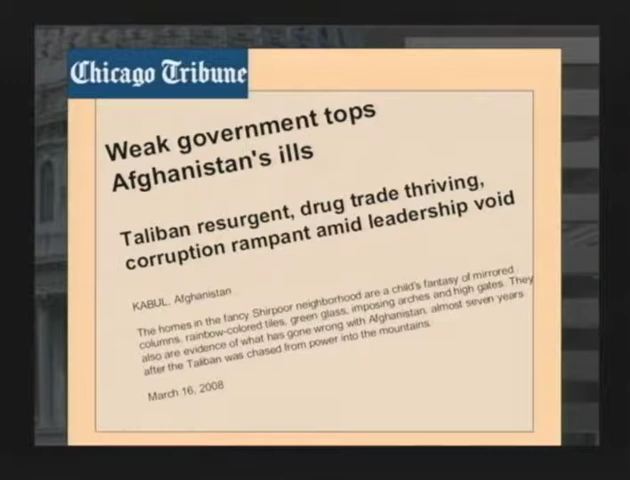 Chicago Tribune
Weak government tops
Afghanistan's ills
Taliban resurgent, drug trade thriving,
corruption rampant amid leadership void
KABUL, Afghanistan
The homes in the fancy Shirpoor neighborhood are a child's fantasy of mirrored
columns, rainbow-colored tiles, green glass, imposing arches and high gates. They
also are evidence of what has gone wrong with Afghanistan, almost seven years
after the Taliban was chased from power into the mountains.
March 16, 2008